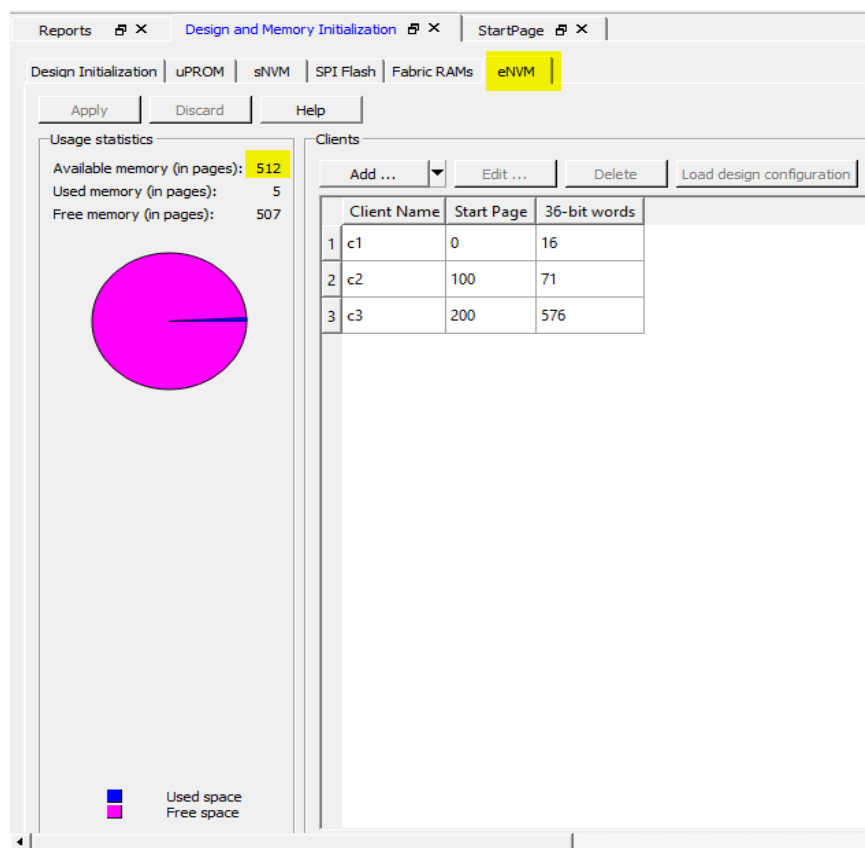 Reports Design and Memory Initialization StartPage
Design Initialization uPROM sNVM SPI Flash Fabric RAMs eNVM
Apply Discard Help
Usage statistics
Available memory (in pages): 512
Used memory (in pages): 5
Free memory (in pages): 507
Used space
Free space
Clients
Add ... Edit ... Delete Load design configuration
Client Name Start Page 36-bit words
1 c1 0 16
2 c2 100 71
3 c3 200 576